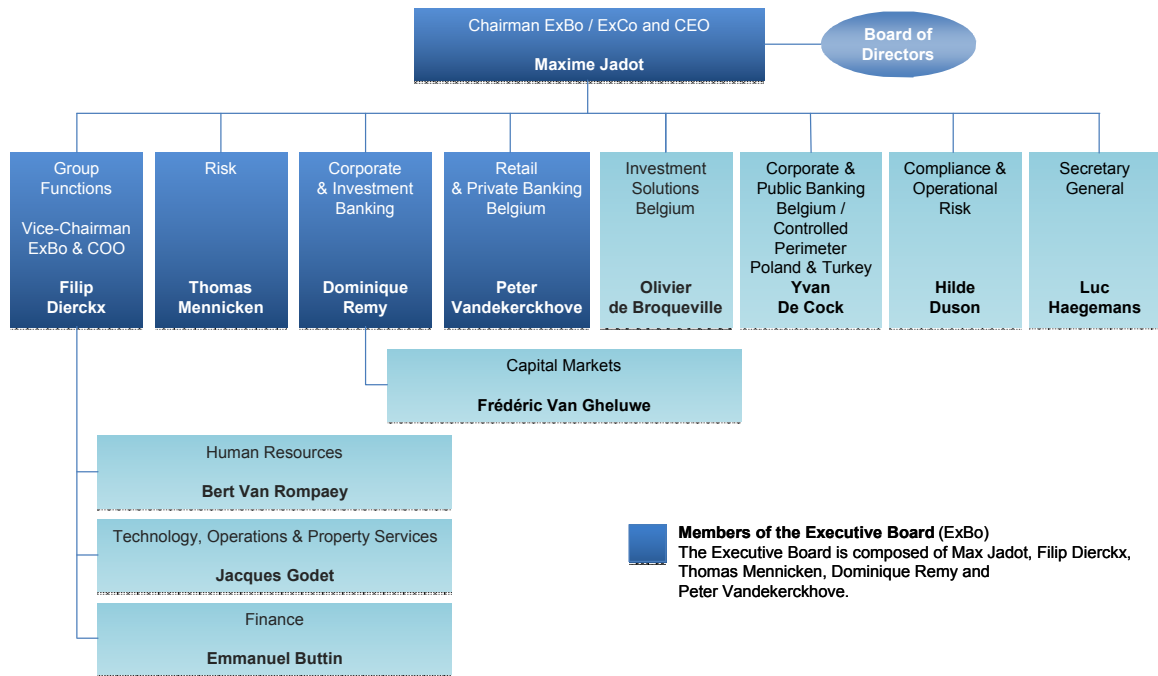 Chairman ExBo / ExCo and CEO
Maxime Jadot
Board of
Directors
Group
Functions
Vice-Chairman
ExBo & COO
Filip
Dierckx
Risk
Thomas
Mennicken
Corporate
& Investment
Banking
Dominique
Remy
Retail
& Private Banking
Belgium
Peter
Vandekerckhove
Investment
Solutions
Belgium
Olivier
de Broqueville
Corporate &
Public Banking
Belgium /
Controlled
Perimeter
Poland & Turkey
Yvan
De Cock
Compliance &
Operational
Risk
Hilde
Duson
Secretary
General
Luc
Haegemans
Capital Markets
Frédéric Van Gheluwe
Human Resources
Bert Van Rompaey
Technology, Operations & Property Services
Jacques Godet
Finance
Emmanuel Buttin
Members of the Executive Board (ExBo)
The Executive Board is composed of Max Jadot, Filip Dierckx,
Thomas Mennicken, Dominique Remy and
Peter Vandekerckhove.